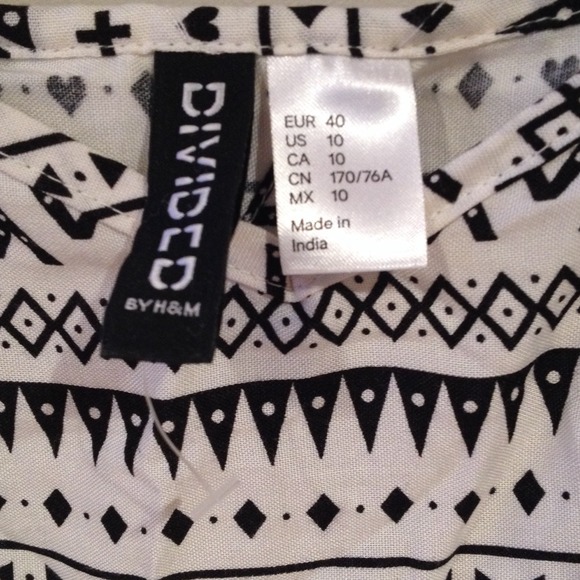 DIVIDED
BY H&M
EUR 40
US 10
CA 10
CN 170/76A
MX 10
Made in
India